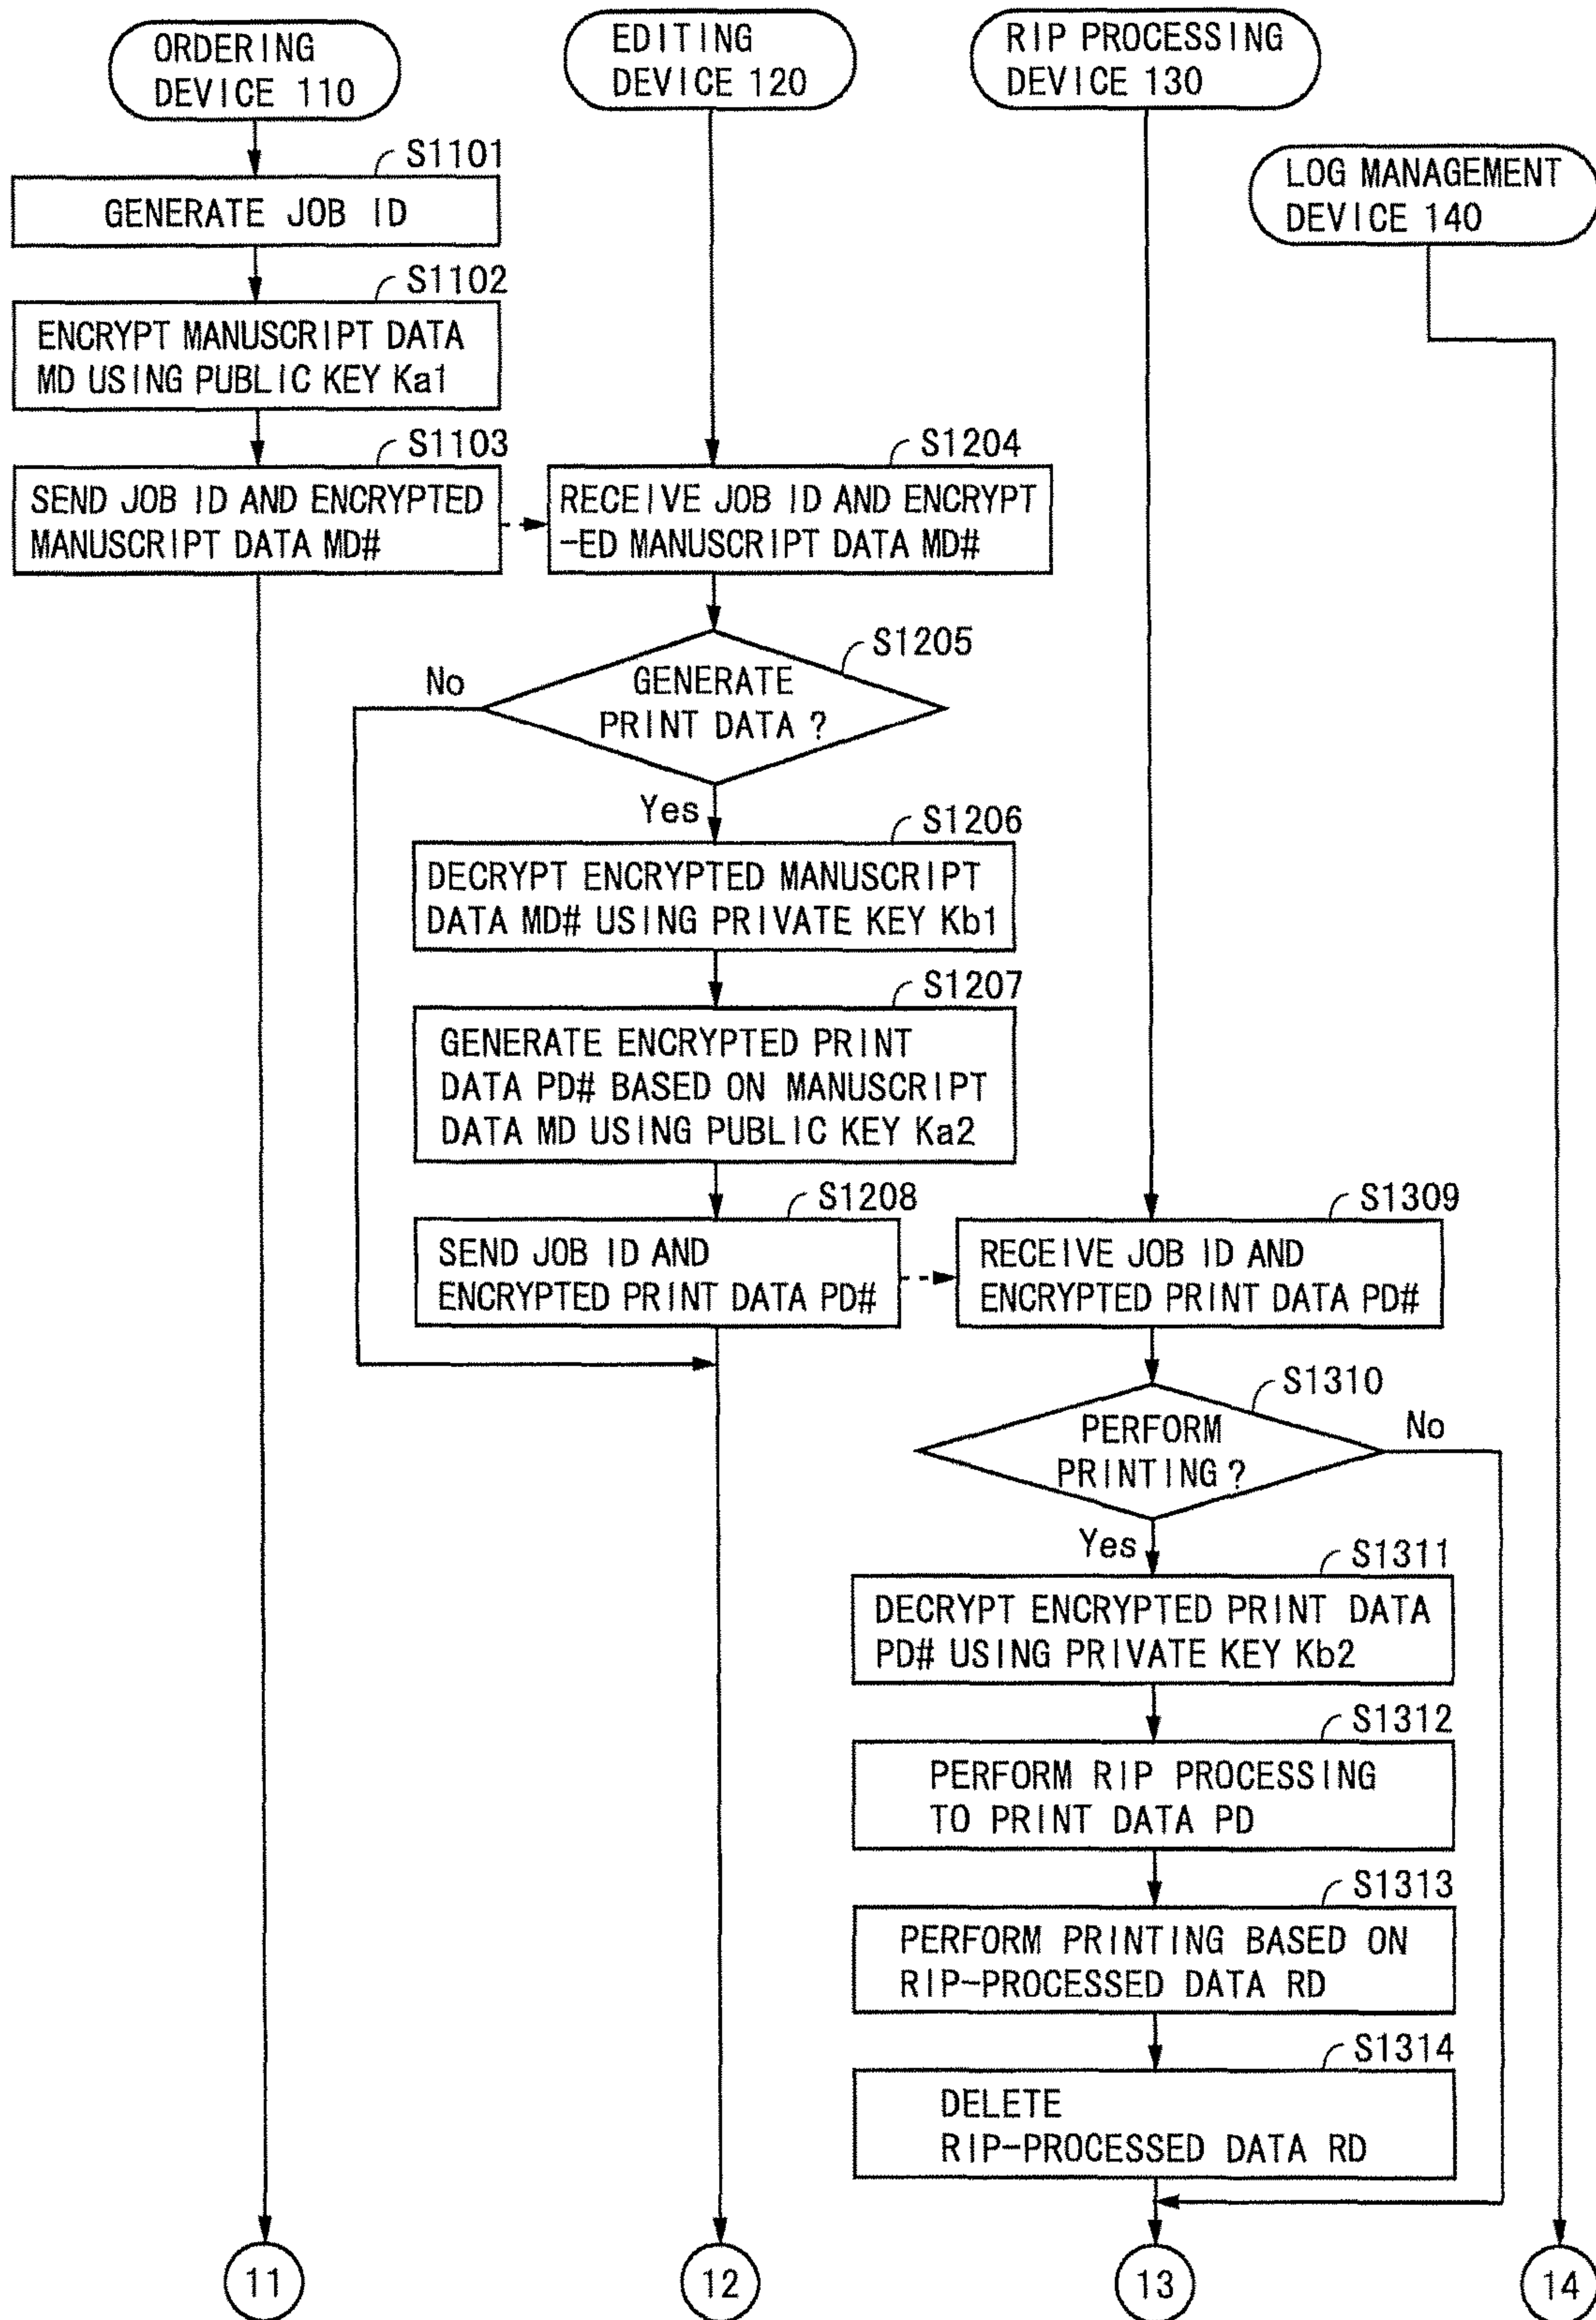 ORDERING
DEVICE 110
EDITING
DEVICE 120
RIP PROCESSING
DEVICE 130
LOG MANAGEMENT
DEVICE 140
S1101
GENERATE JOB ID
S1102
ENCRYPT MANUSCRIPT DATA
MD USING PUBLIC KEY Ka1
S1103
SEND JOB ID AND ENCRYPTED
MANUSCRIPT DATA MD#
S1204
RECEIVE JOB ID AND ENCRYPT
-ED MANUSCRIPT DATA MD#
S1205
GENERATE
PRINT DATA ?
No
Yes
S1206
DECRYPT ENCRYPTED MANUSCRIPT
DATA MD# USING PRIVATE KEY Kb1
S1207
GENERATE ENCRYPTED PRINT
DATA PD# BASED ON MANUSCRIPT
DATA MD USING PUBLIC KEY Ka2
S1208
SEND JOB ID AND
ENCRYPTED PRINT DATA PD#
S1309
RECEIVE JOB ID AND
ENCRYPTED PRINT DATA PD#
S1310
PERFORM
PRINTING ?
No
Yes
S1311
DECRYPT ENCRYPTED PRINT DATA
PD# USING PRIVATE KEY Kb2
S1312
PERFORM RIP PROCESSING
TO PRINT DATA PD
S1313
PERFORM PRINTING BASED ON
RIP-PROCESSED DATA RD
S1314
DELETE
RIP-PROCESSED DATA RD
11
12
13
14